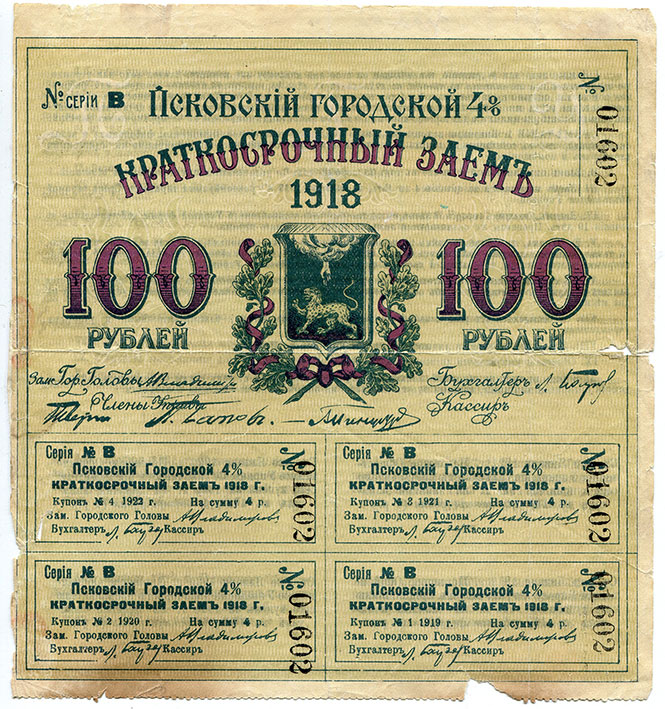 № серіи В
Псковскій городской 4%
Краткосрочный заемъ
1918
№ 01602
100
рублей
100
рублей
Зам. Гор. Головы
Члены Управы
Бухгалтеръ
Кассиръ
Серія № В
Псковскій Городской 4%
КРАТКОСРОЧНЫЙ ЗАЕМЪ 1918 г.
Купонъ № 4 1922 г. На сумму 4 р.
Зам. Городского Головы
Бухгалтеръ Кассиръ
№ 01602
Серія № В
Псковскій Городской 4%
КРАТКОСРОЧНЫЙ ЗАЕМЪ 1918 г.
Купонъ № 3 1921 г. На сумму 4 р.
Зам. Городского Головы
Бухгалтеръ Кассиръ
№ 01602
Серія № В
Псковскій Городской 4%
КРАТКОСРОЧНЫЙ ЗАЕМЪ 1918 г.
Купонъ № 2 1920 г. На сумму 4 р.
Зам. Городского Головы
Бухгалтеръ Кассиръ
№ 01602
Серія № В
Псковскій Городской 4%
КРАТКОСРОЧНЫЙ ЗАЕМЪ 1918 г.
Купонъ № 1 1919 г. На сумму 4 р.
Зам. Городского Головы
Бухгалтеръ Кассиръ
№ 01602